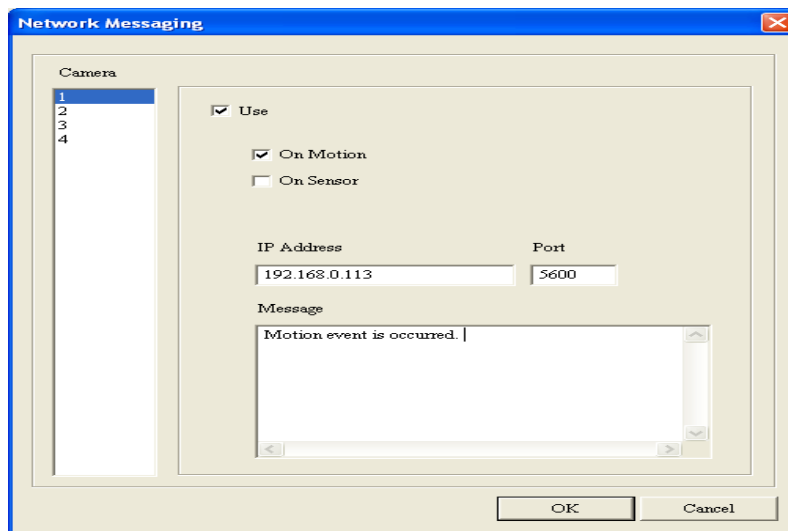 Network Messaging
Camera
1
2
3
4
Use
On Motion
On Sensor
IP Address
Port
192.168.0.113
5600
Message
Motion event is occurred.
OK
Cancel